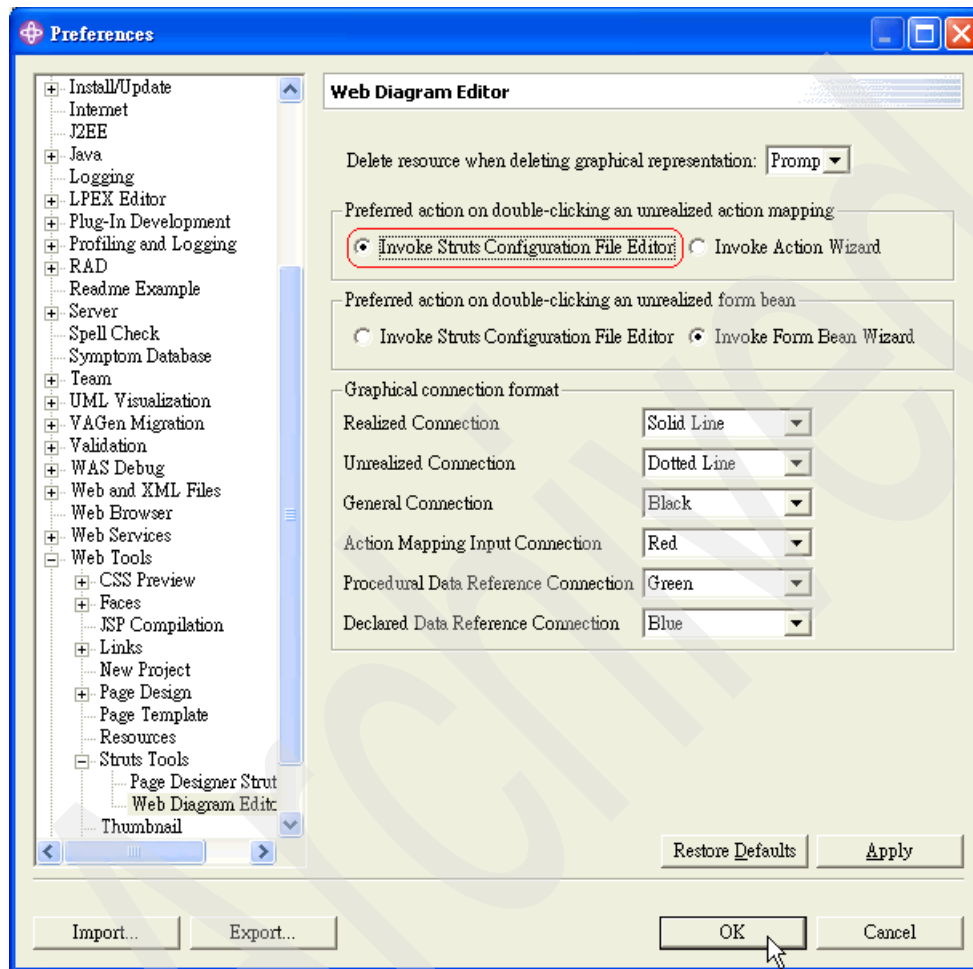 Preferences
Install/Update
Internet
J2EE
Java
Logging
LPEX Editor
Plug-In Development
Profiling and Logging
RAD
Readme Example
Server
Spell Check
Symptom Database
Team
UML Visualization
VAGen Migration
Validation
WAS Debug
Web and XML Files
Web Browser
Web Services
Web Tools
CSS Preview
Faces
JSP Compilation
Links
New Project
Page Design
Page Template
Resources
Struts Tools
Page Designer Strut
Web Diagram Editc
Thumbnail
Web Diagram Editor
Delete resource when deleting graphical representation: Promp
Preferred action on double-clicking an unrealized action mapping
Invoke Struts Configuration File Editor Invoke Action Wizard
Preferred action on double-clicking an unrealized form bean
Invoke Struts Configuration File Editor Invoke Form Bean Wizard
Graphical connection format
Realized Connection Solid Line
Unrealized Connection Dotted Line
General Connection Black
Action Mapping Input Connection Red
Procedural Data Reference Connection Green
Declared Data Reference Connection Blue
Restore Defaults Apply
Import... Export... OK Cancel
Archived